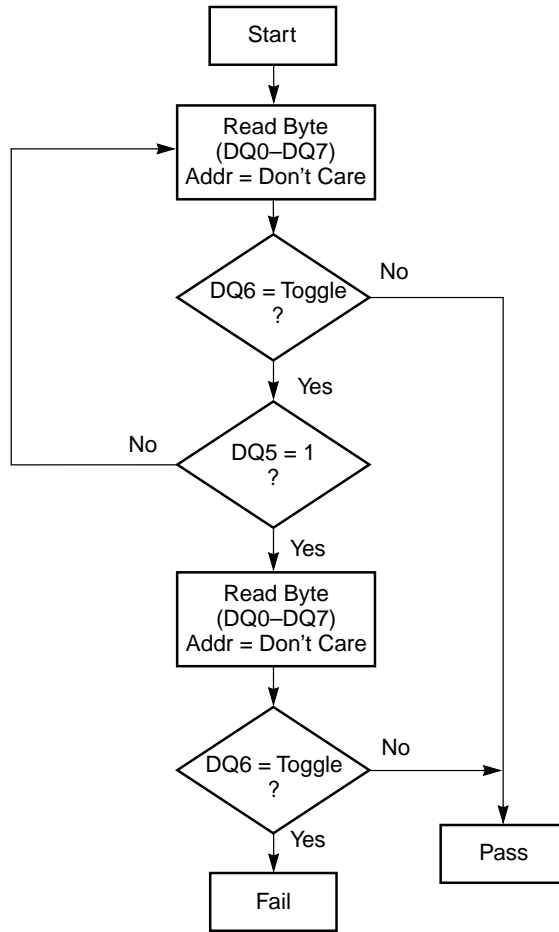 Start
Read Byte
(DQ0–DQ7)
Addr = Don't Care
No
DQ6 = Toggle
?
Yes
No
DQ5 = 1
?
Yes
Read Byte
(DQ0–DQ7)
Addr = Don't Care
No
DQ6 = Toggle
?
Yes
Pass
Fail